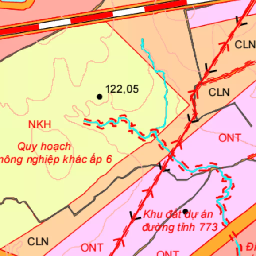 CLN
122,05
CLN
NKH
Quy hoạch
nông nghiệp khác ấp 6
ONT
Khu đất dự án
đường tỉnh 773
CLN
ONT